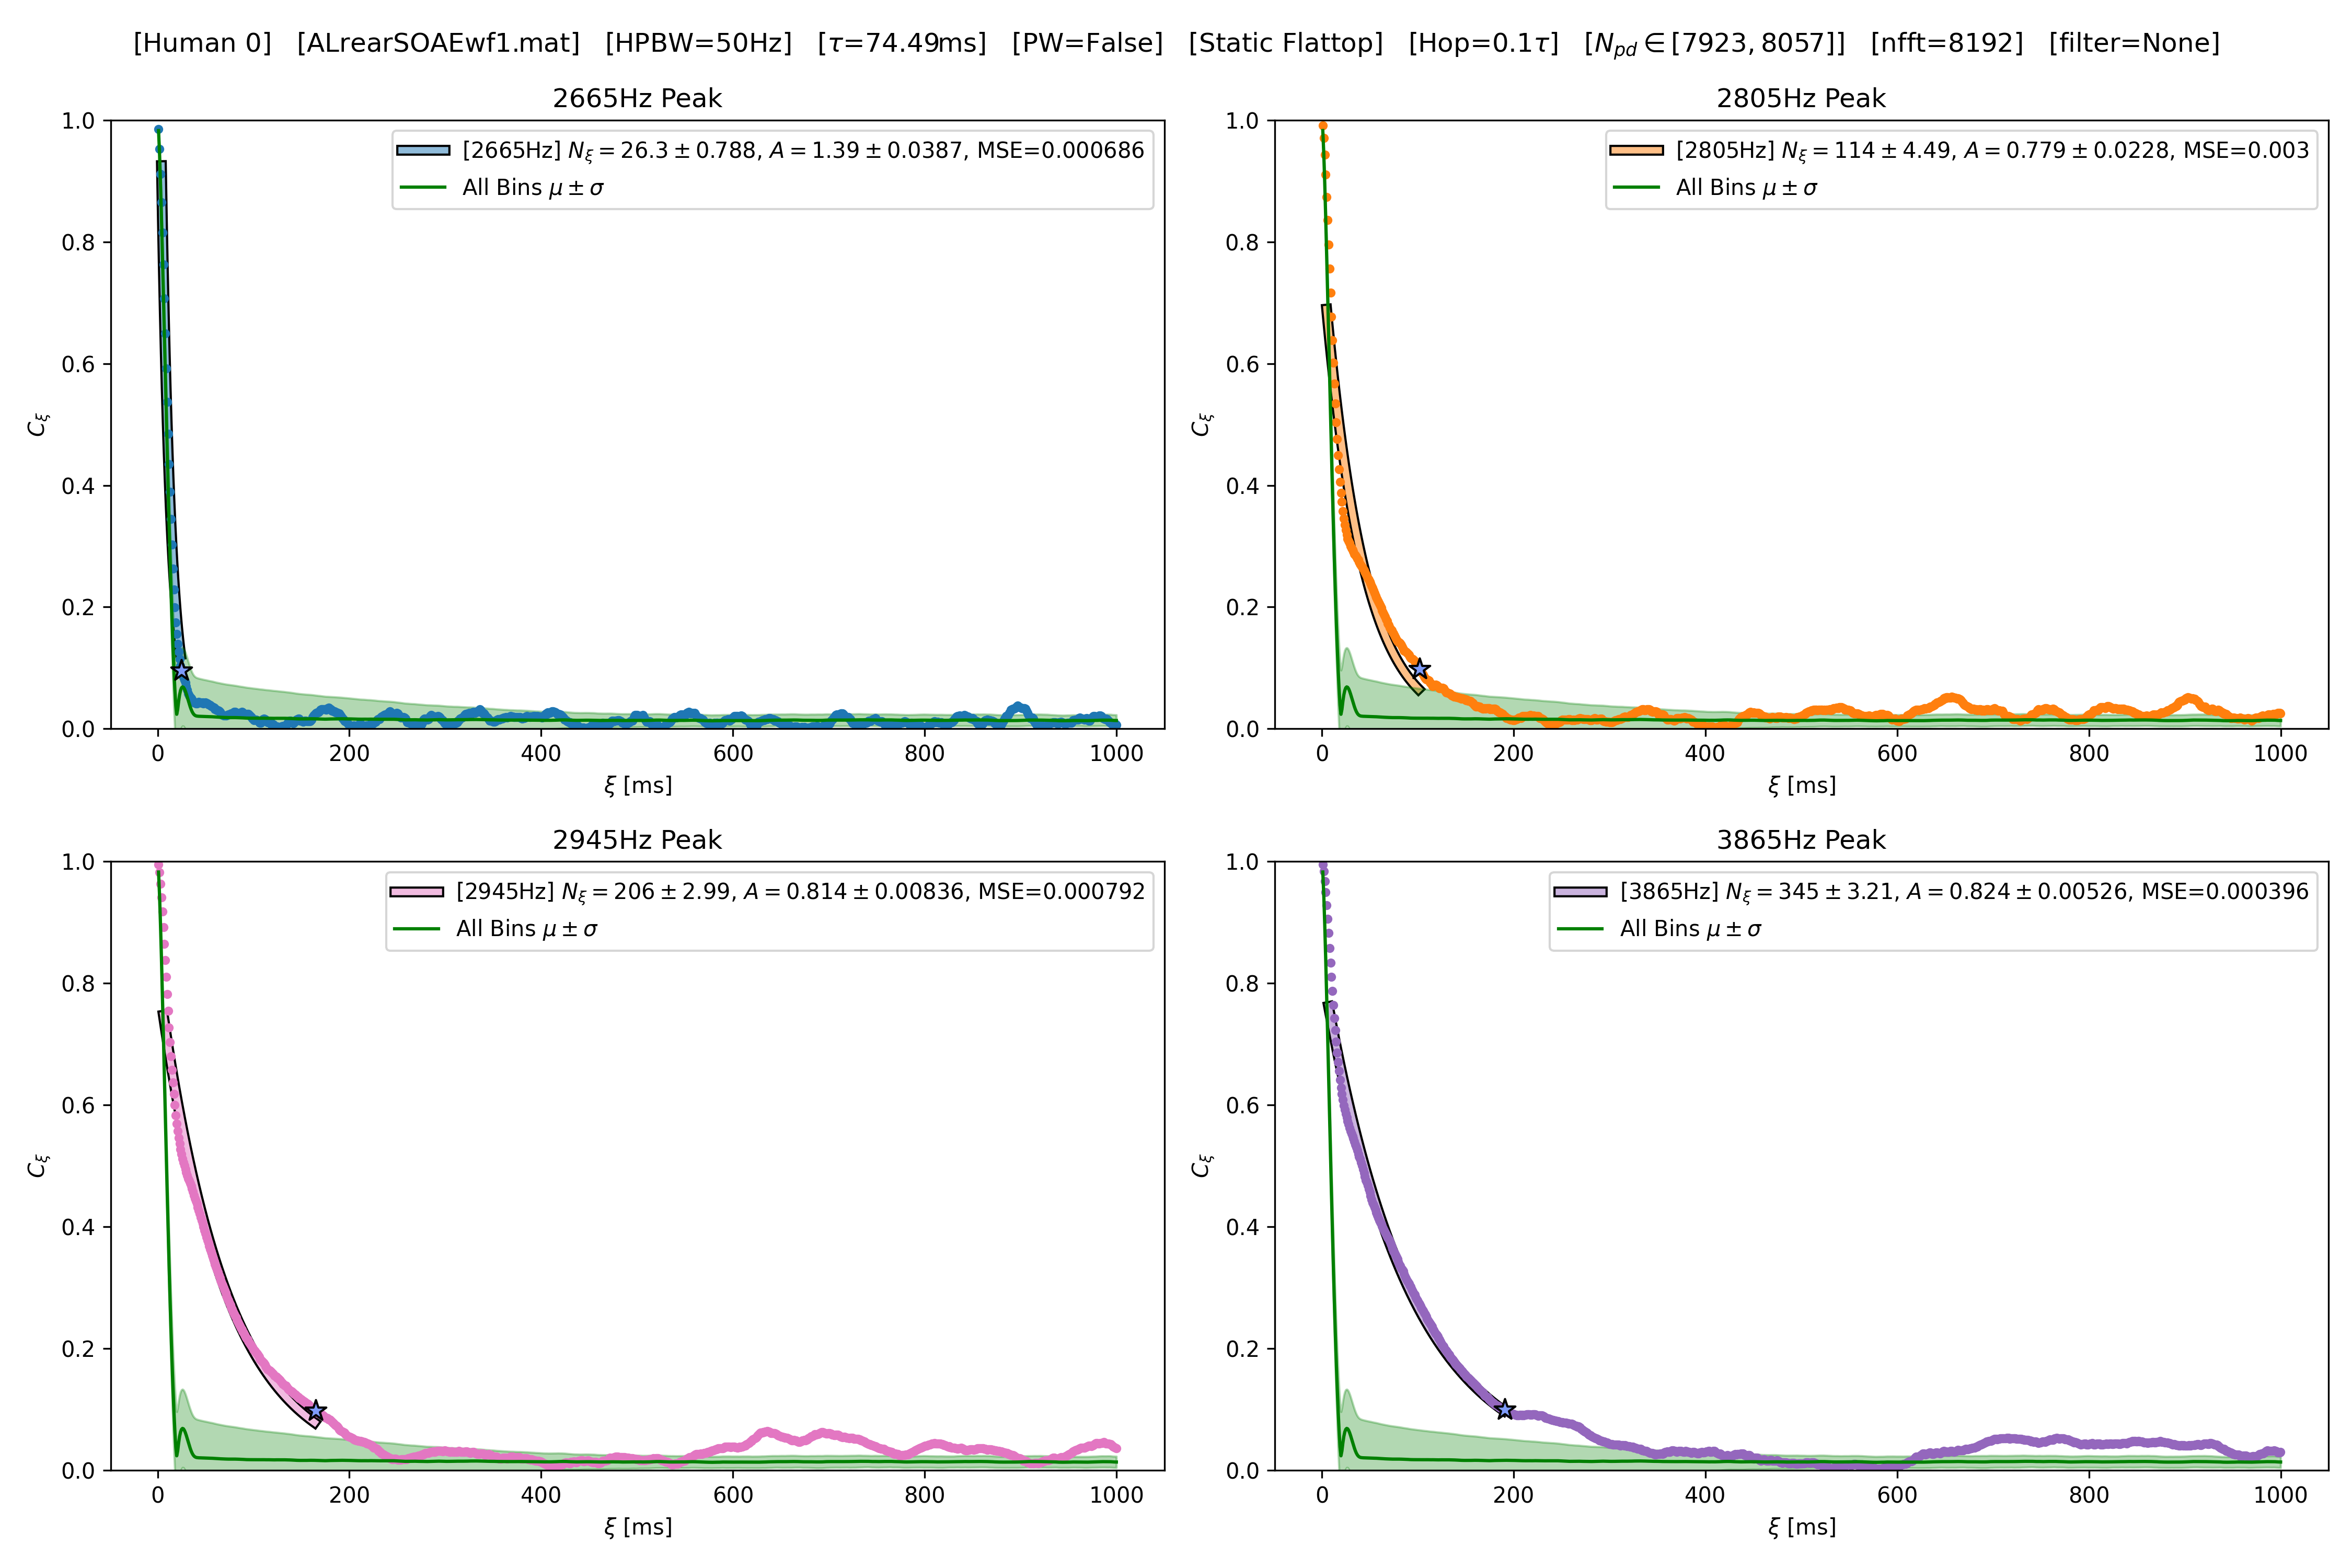 [Human 0] [ALrearSOAEwf1.mat] [HPBW=50Hz] [τ=74.49ms] [PW=False] [Static Flattop] [Hop=0.1τ] [N_pd ∈ [7923, 8057]] [nfft=8192] [filter=None]
2665Hz Peak
[2665Hz] N_ξ = 26.3 ± 0.788, A = 1.39 ± 0.0387, MSE=0.000686
All Bins μ ± σ
1.0
0.8
0.6
0.4
0.2
0.0
C_ξ
0 200 400 600 800 1000
ξ [ms]
2805Hz Peak
[2805Hz] N_ξ = 114 ± 4.49, A = 0.779 ± 0.0228, MSE=0.003
All Bins μ ± σ
1.0
0.8
0.6
0.4
0.2
0.0
C_ξ
0 200 400 600 800 1000
ξ [ms]
2945Hz Peak
[2945Hz] N_ξ = 206 ± 2.99, A = 0.814 ± 0.00836, MSE=0.000792
All Bins μ ± σ
1.0
0.8
0.6
0.4
0.2
0.0
C_ξ
0 200 400 600 800 1000
ξ [ms]
3865Hz Peak
[3865Hz] N_ξ = 345 ± 3.21, A = 0.824 ± 0.00526, MSE=0.000396
All Bins μ ± σ
1.0
0.8
0.6
0.4
0.2
0.0
C_ξ
0 200 400 600 800 1000
ξ [ms]